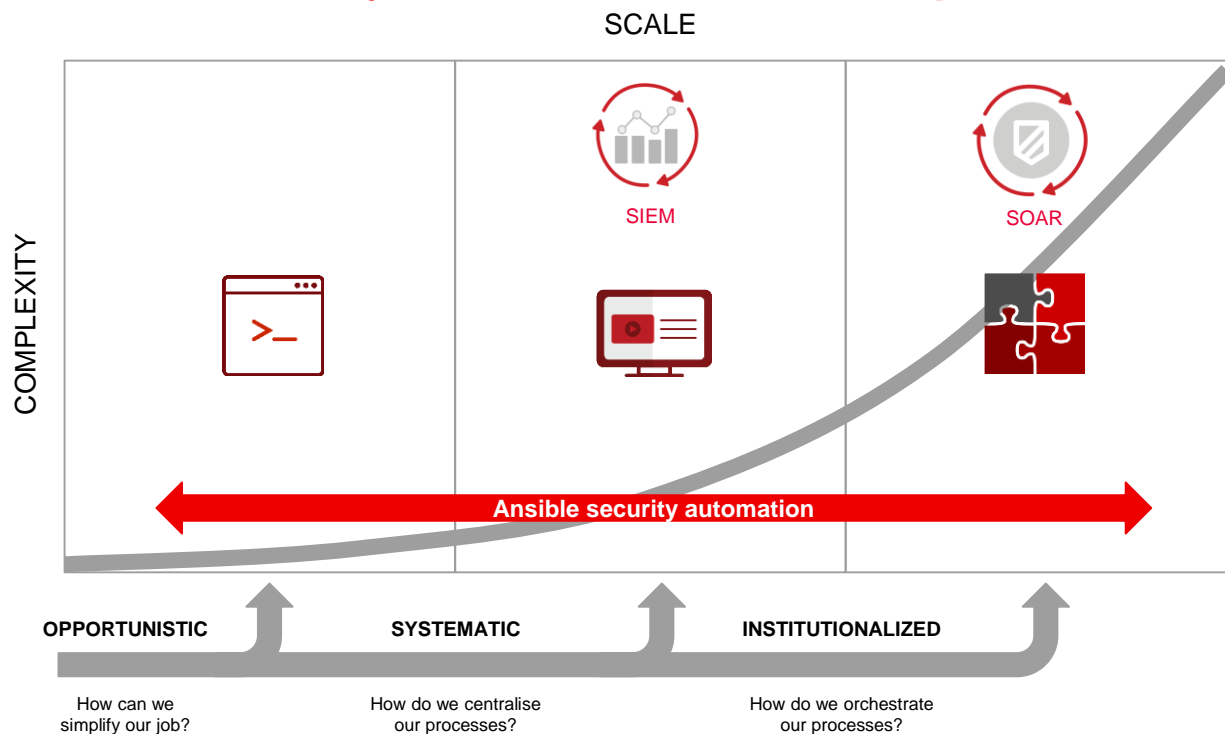 SCALE
COMPLEXITY
SIEM
SOAR
>_
Ansible security automation
OPPORTUNISTIC
SYSTEMATIC
INSTITUTIONALIZED
How can we
simplify our job?
How do we centralise
our processes?
How do we orchestrate
our processes?